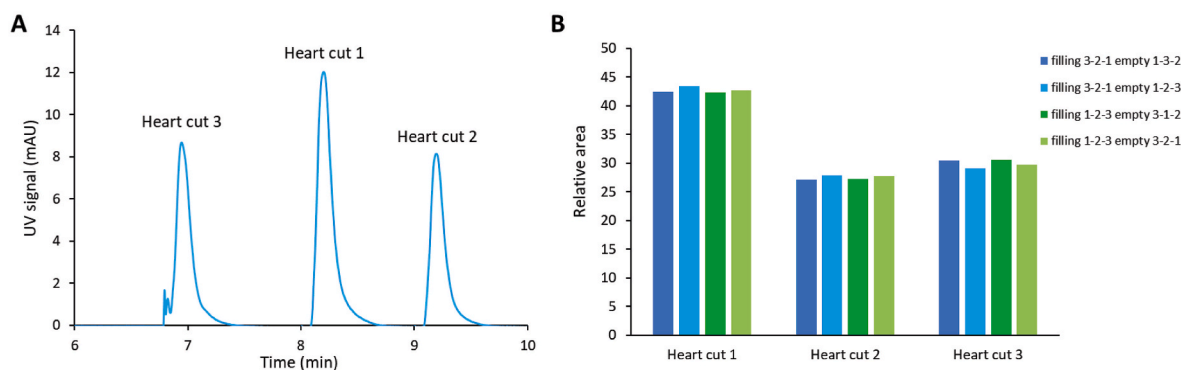 A
14
12
10
8
6
4
2
0
UV signal (mAU)
Heart cut 3
Heart cut 1
Heart cut 2
6 7 8 9 10
Time (min)
B
50
45
40
35
30
25
20
15
10
5
0
Relative area
Heart cut 1 Heart cut 2 Heart cut 3
filling 3-2-1 empty 1-3-2
filling 3-2-1 empty 1-2-3
filling 1-2-3 empty 3-1-2
filling 1-2-3 empty 3-2-1